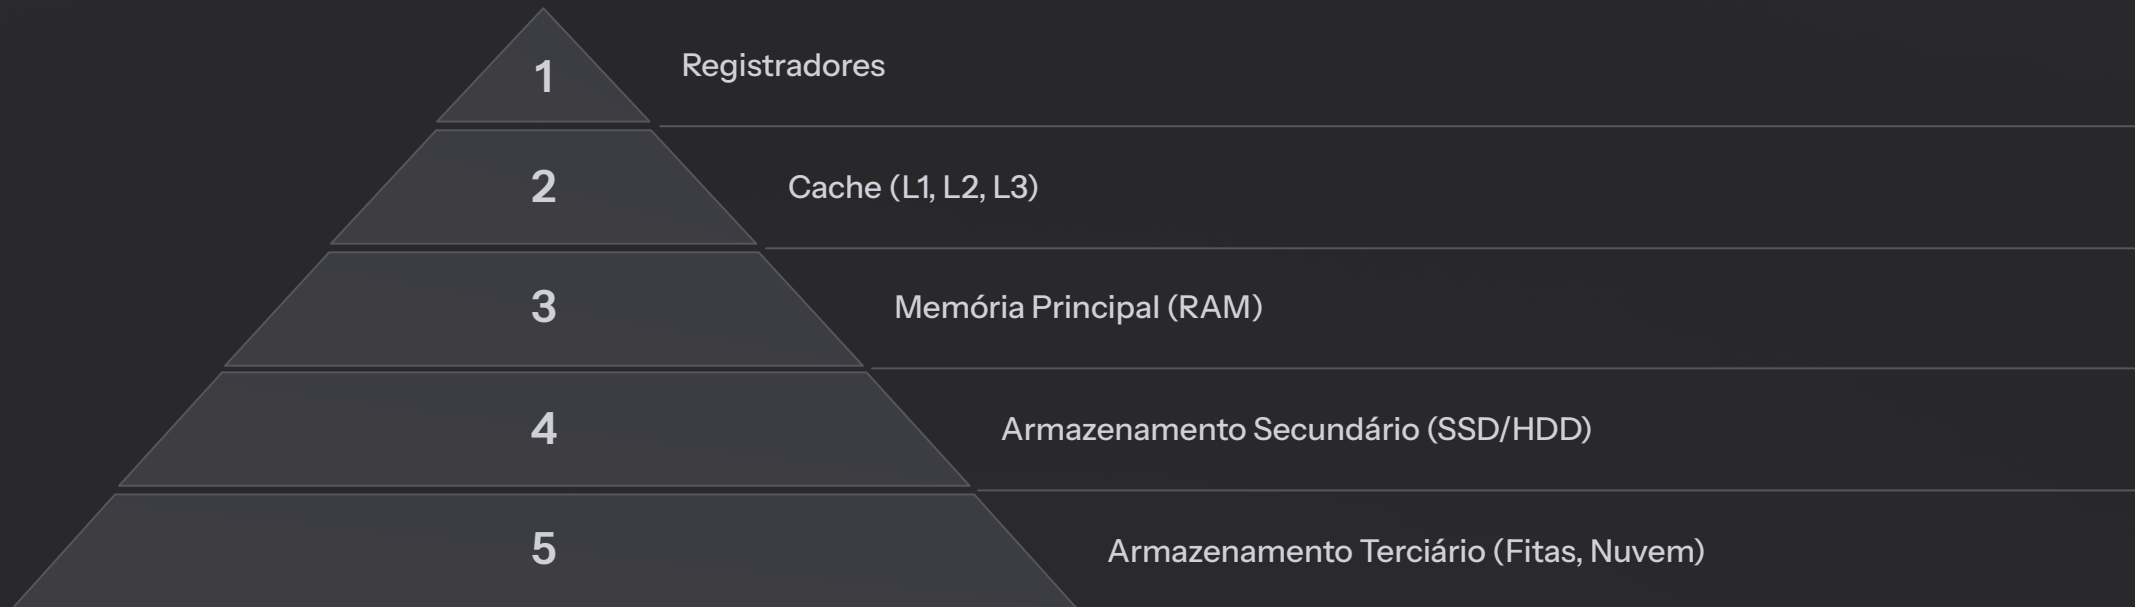 1
Registradores
2
Cache (L1, L2, L3)
3
Memória Principal (RAM)
4
Armazenamento Secundário (SSD/HDD)
5
Armazenamento Terciário (Fitas, Nuvem)